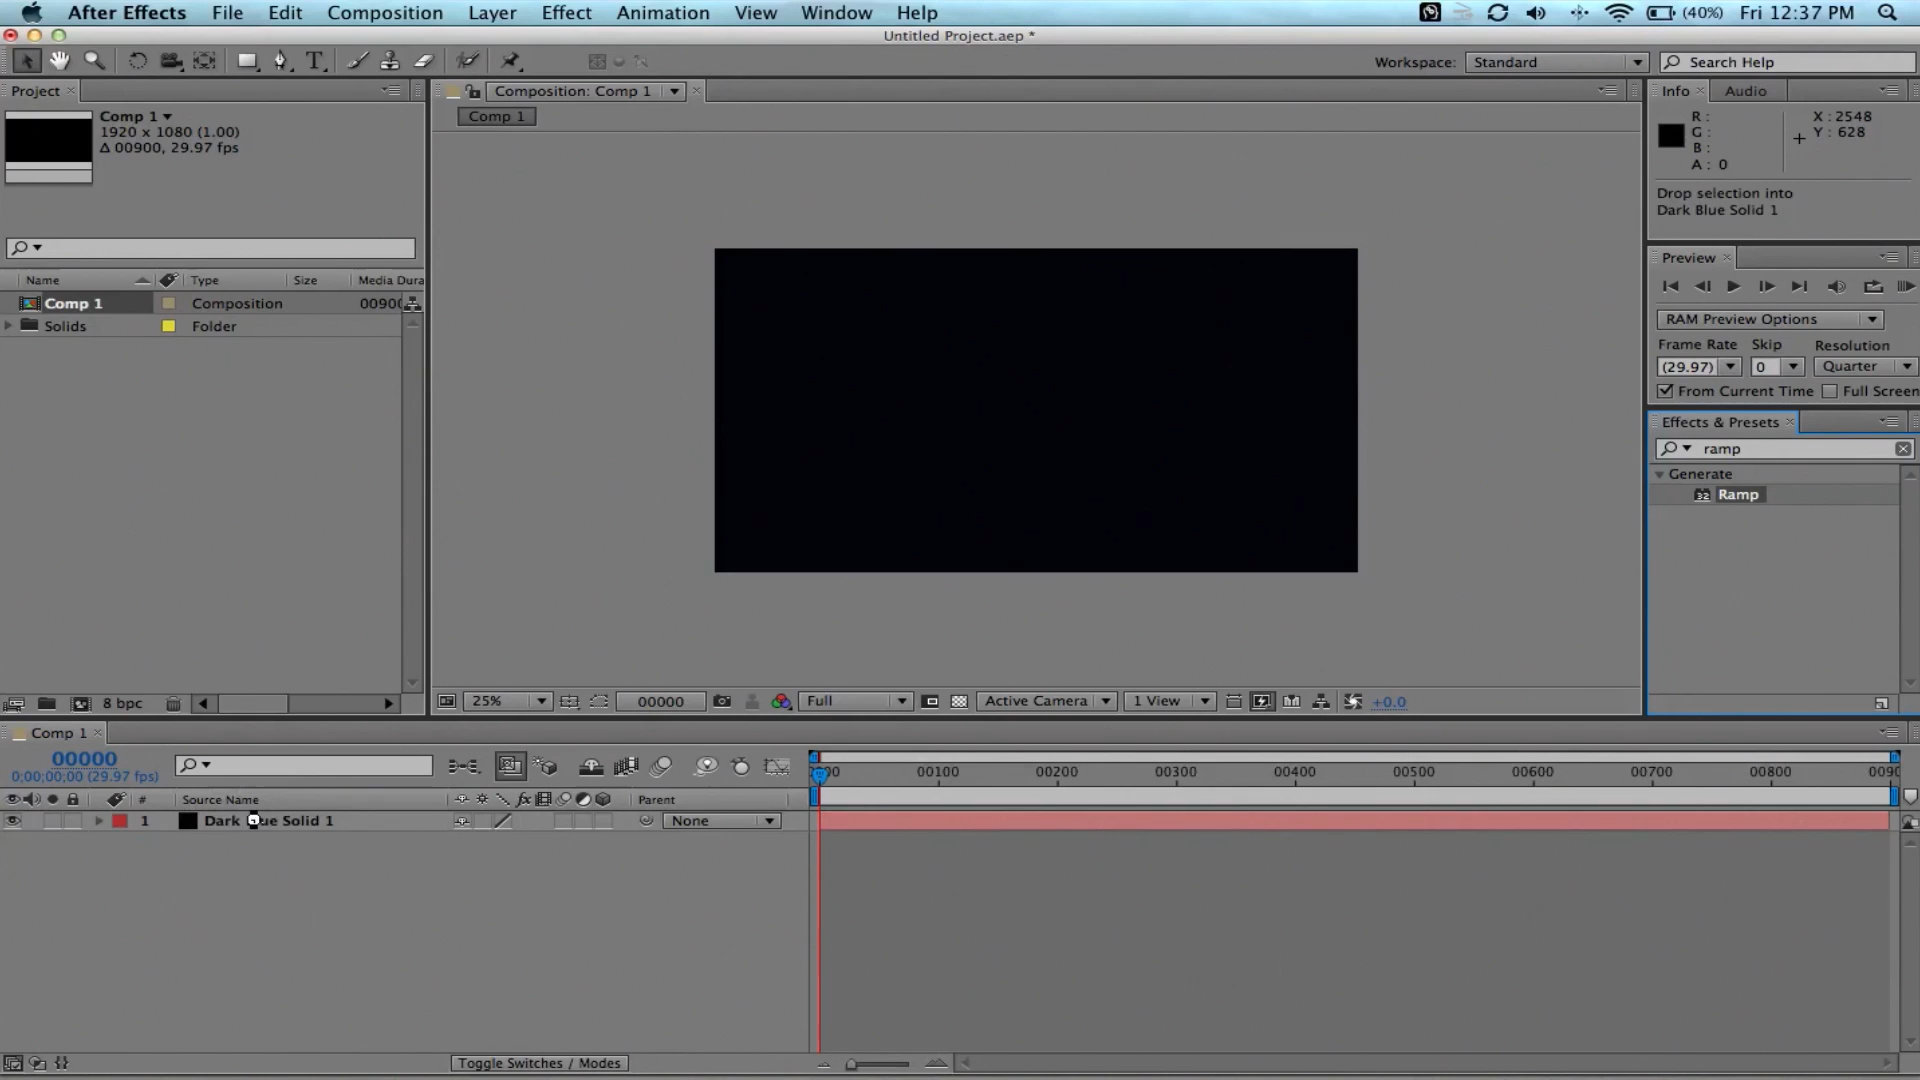 After Effects File Edit Composition Layer Effect Animation View Window Help (40%) Fri 12:37 PM
Untitled Project.aep *
Workspace: Standard Search Help
Project
Comp 1
1920 x 1080 (1.00)
Δ 00900, 29.97 fps
Name Type Size Media Dura
Comp 1 Composition 00900
Solids Folder
8 bpc
Composition: Comp 1
Comp 1
25% 00000 Full Active Camera 1 View +0.0
Info Audio
R :
G :
B :
A : 0
X : 2548
Y : 628
Drop selection into
Dark Blue Solid 1
Preview
RAM Preview Options
Frame Rate Skip Resolution
(29.97) 0 Quarter
From Current Time Full Screen
Effects & Presets
ramp
Generate
32 Ramp
Comp 1
00000
0;00;00;00 (29.97 fps)
00100 00200 00300 00400 00500 00600 00700 00800
# Source Name fx Parent
1 Dark Blue Solid 1 None
Toggle Switches / Modes